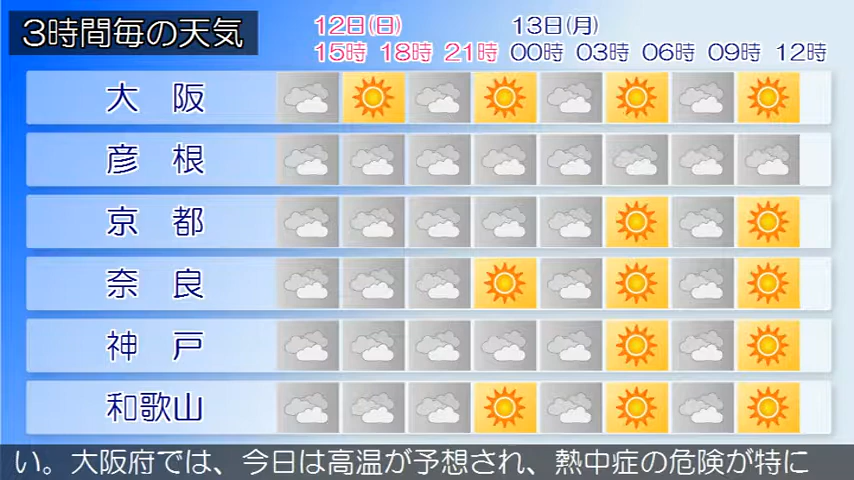 3時間毎の天気
12日(日) 13日(月)
15時 18時 21時 00時 03時 06時 09時 12時
大阪
彦根
京都
奈良
神戸
和歌山
い。大阪府では、今日は高温が予想され、熱中症の危険が特に